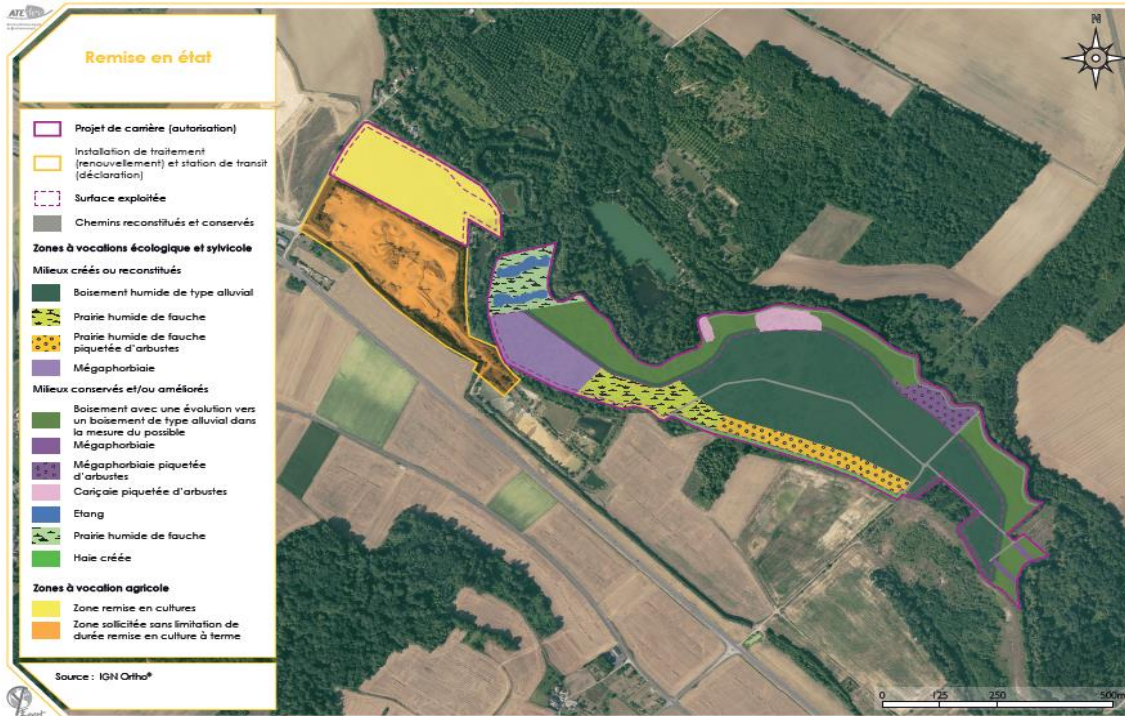 ATE
Remise en état
Projet de carrière (autorisation)
Installation de traitement
(renouvellement) et station de transit
(déclaration)
Surface exploitée
Chemins reconstitués et conservés
Zones à vocations écologique et sylvicole
Milieux créés ou reconstitués
Boisement humide de type alluvial
Prairie humide de fauche
Prairie humide de fauche
piquetée d'arbustes
Mégaphorbiaie
Milieux conservés et/ou améliorés
Boisement avec une évolution vers
un boisement de type alluvial dans
la mesure du possible
Mégaphorbiaie
Mégaphorbiaie piquetée
d'arbustes
Cariçaie piquetée d'arbustes
Etang
Prairie humide de fauche
Haie créée
Zones à vocation agricole
Zone remise en cultures
Zone sollicitée sans limitation de
durée remise en culture à terme
Source : IGN Ortho®
N
0 125 250 500m